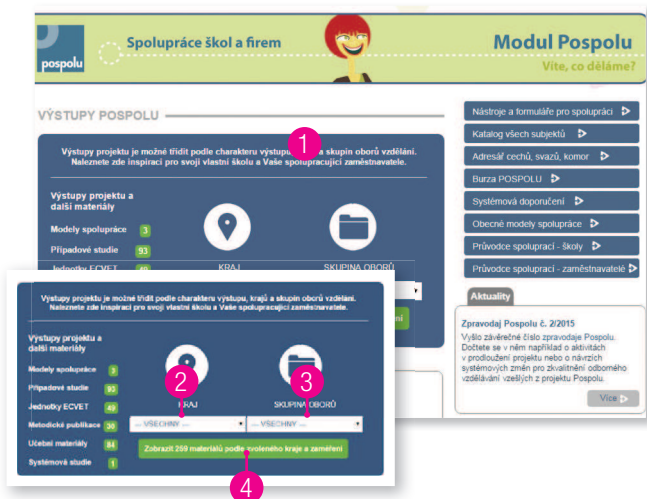 pospolu
Spolupráce škol a firem
Modul Pospolu
Víte, co děláme?
VÝSTUPY POSPOLU
1
Výstupy projektu je možné třídit podle charakteru výstupu, a skupin oborů vzdělání.
Naleznete zde inspiraci pro svoji vlastní školu a Vaše spolupracující zaměstnavatele.
Výstupy projektu a
další materiály
Modely spolupráce 3
Případové studie 93
Jednotky ECVET 49
KRAJ
SKUPINA OBORŮ
ní
Nástroje a formuláře pro spolupráci
Katalog všech subjektů
Adresář cechů, svazů, komor
Burza POSPOLU
Systémová doporučení
Obecné modely spolupráce
Průvodce spoluprací - školy
Průvodce spoluprací - zaměstnavatelé
Aktuality
Zpravodaj Pospolu č. 2/2015
Vyšlo závěrečné číslo zpravodaje Pospolu.
Dočtete se v něm například o aktivitách
v prodloužení projektu nebo o návrzích
systémových změn pro zkvalitnění odborného
vzdělávání vzešlých z projektu Pospolu.
Více
Výstupy projektu je možné třídit podle charakteru výstupu, krajů a skupin oborů vzdělání.
Naleznete zde inspiraci pro svoji vlastní školu a Vaše spolupracující zaměstnavatele.
Výstupy projektu a
další materiály
Modely spolupráce 3
Případové studie 93
Jednotky ECVET 49
Metodické publikace 30
Učební materiály 84
Systémová studie 1
2
KRAJ
--- VŠECHNY ---
3
SKUPINA OBORŮ
--- VŠECHNY ---
Zobrazit 259 materiálů podle zvoleného kraje a zaměření
4